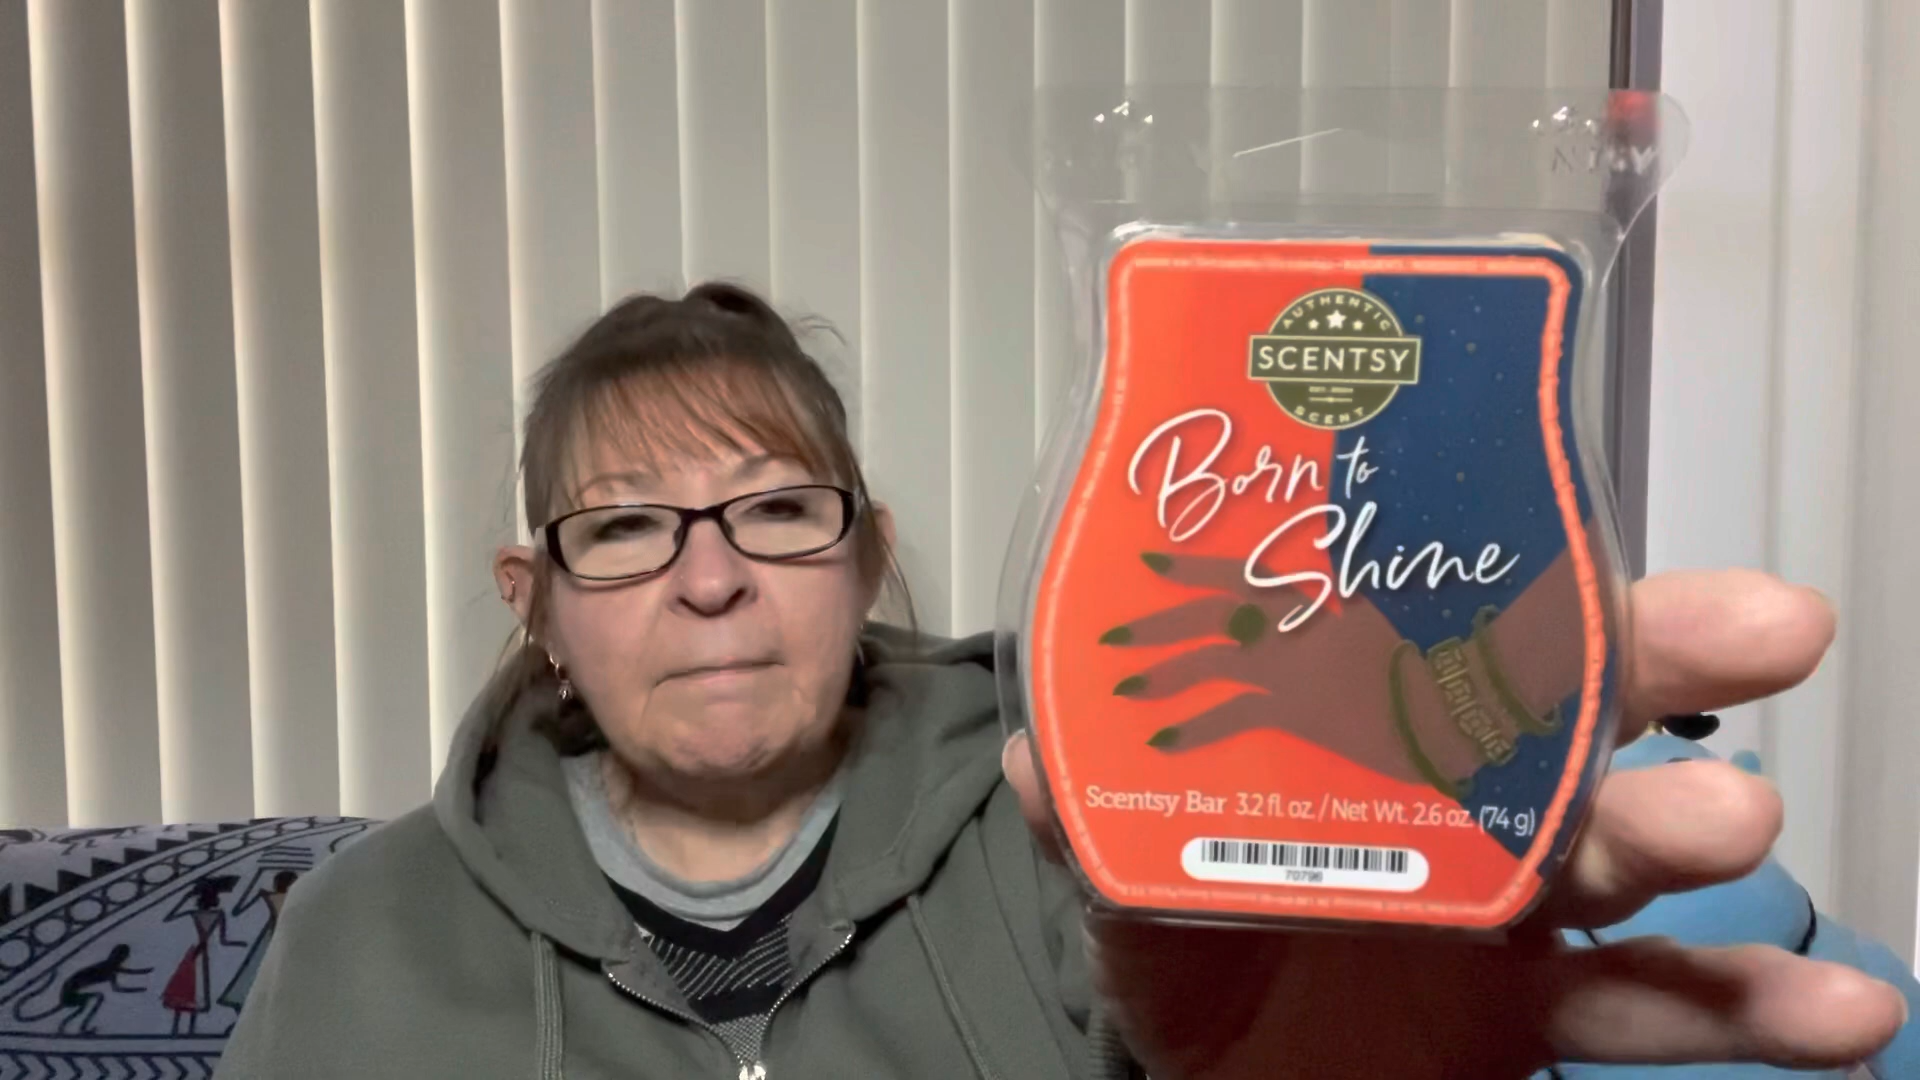 AUTHENTIC
SCENTSY
SCENT
Born to
Shine
Scentsy Bar 3.2 fl. oz. / Net Wt. 2.6 oz. (74 g)
70796